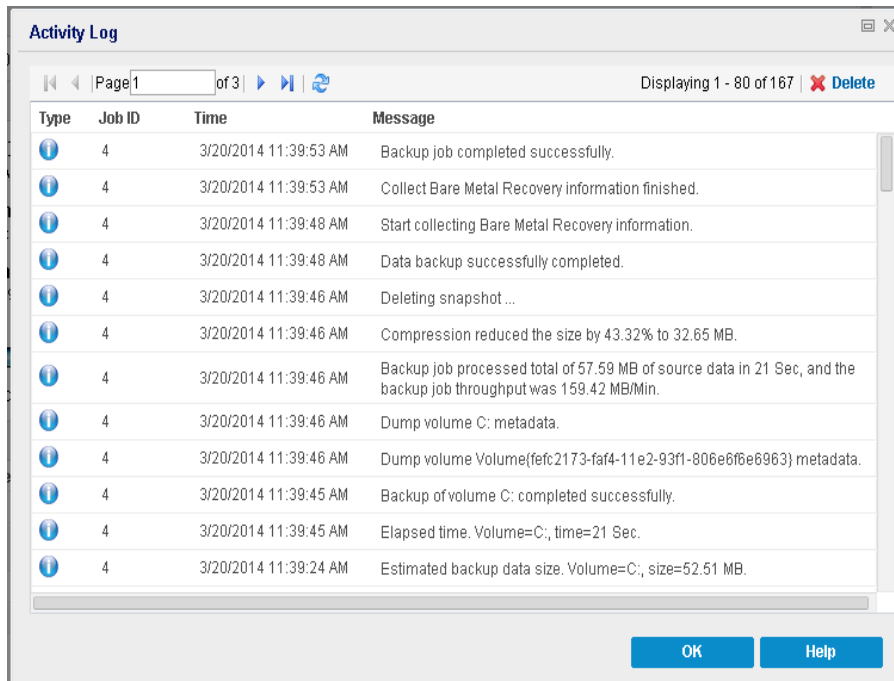 Activity Log
Page 1 of 3 Displaying 1 - 80 of 167 Delete
Type Job ID Time Message
4 3/20/2014 11:39:53 AM Backup job completed successfully.
4 3/20/2014 11:39:53 AM Collect Bare Metal Recovery information finished.
4 3/20/2014 11:39:48 AM Start collecting Bare Metal Recovery information.
4 3/20/2014 11:39:48 AM Data backup successfully completed.
4 3/20/2014 11:39:46 AM Deleting snapshot ...
4 3/20/2014 11:39:46 AM Compression reduced the size by 43.32% to 32.65 MB.
4 3/20/2014 11:39:46 AM Backup job processed total of 57.59 MB of source data in 21 Sec, and the
backup job throughput was 159.42 MB/Min.
4 3/20/2014 11:39:46 AM Dump volume C: metadata.
4 3/20/2014 11:39:46 AM Dump volume Volume{fefc2173-faf4-11e2-93f1-806e6f6e6963} metadata.
4 3/20/2014 11:39:45 AM Backup of volume C: completed successfully.
4 3/20/2014 11:39:45 AM Elapsed time. Volume=C:, time=21 Sec.
4 3/20/2014 11:39:24 AM Estimated backup data size. Volume=C:, size=52.51 MB.
OK Help